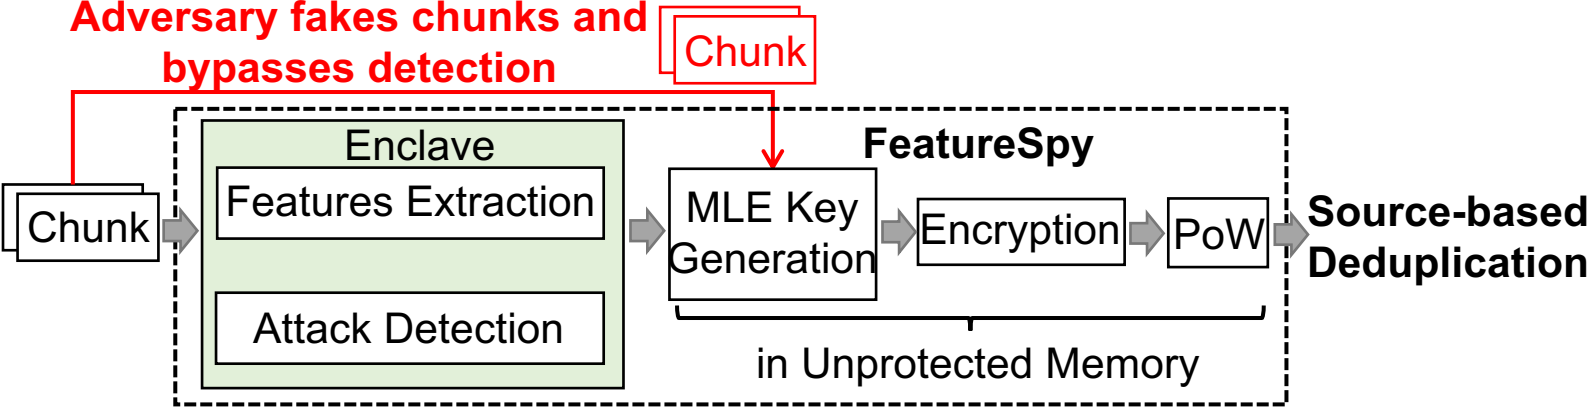 Adversary fakes chunks and
bypasses detection
Chunk
Enclave
FeatureSpy
Features Extraction
Chunk
MLE Key
Generation
Encryption
PoW
Source-based
Deduplication
Attack Detection
in Unprotected Memory